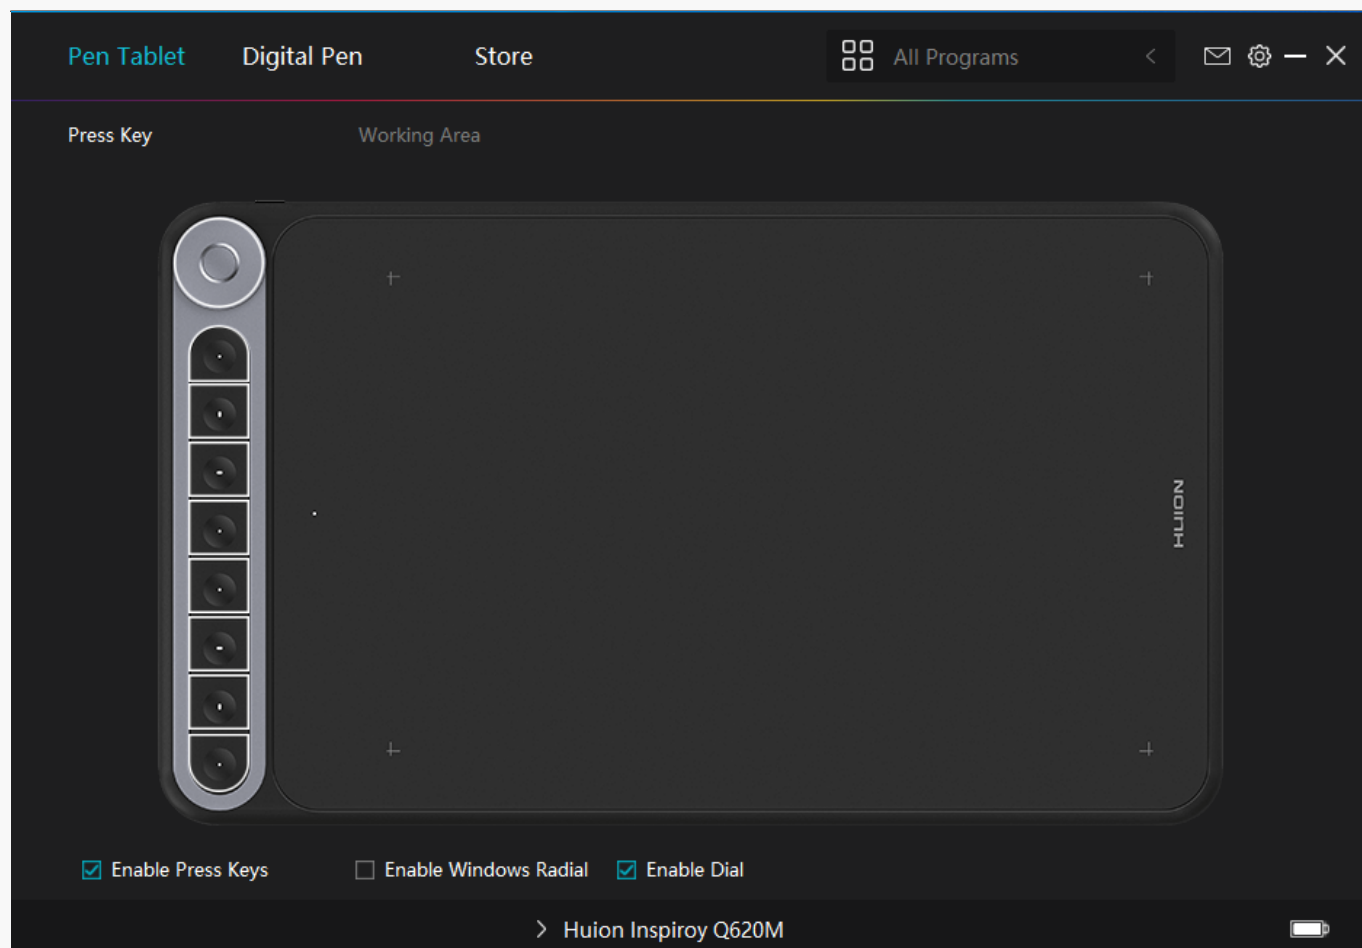 Pen Tablet Digital Pen Store All Programs
Press Key Working Area
HUION
Enable Press Keys Enable Windows Radial Enable Dial
Huion Inspiroy Q620M